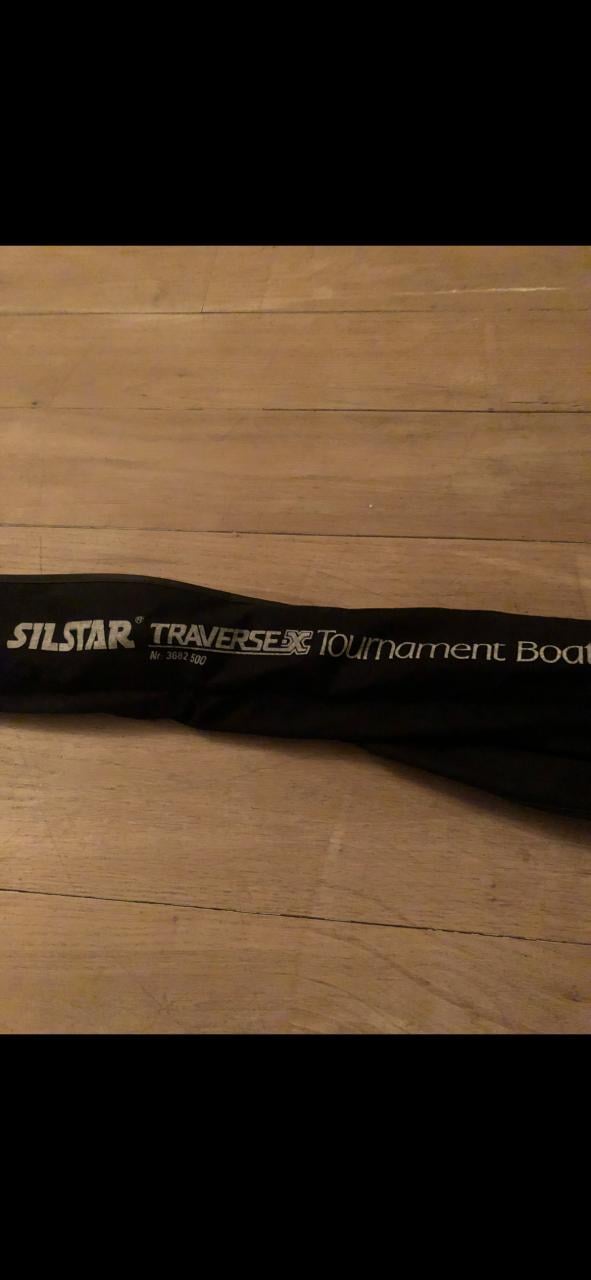 SILSTAR® TRAVERSE-X Tournament Boat
Nr. 3682 500